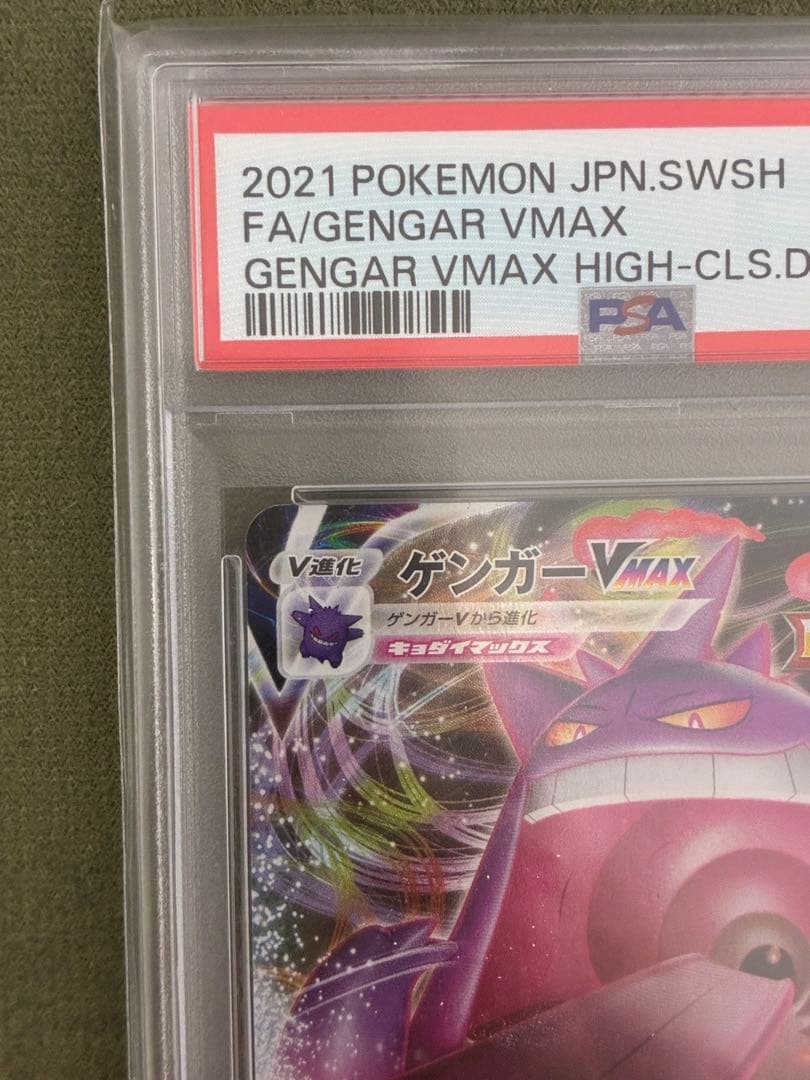 2021 POKEMON JPN.SWSH
FA/GENGAR VMAX
GENGAR VMAX HIGH-CLS.D
PSA
V進化
ゲンガーVMAX
ゲンガーVから進化
キョダイマックス